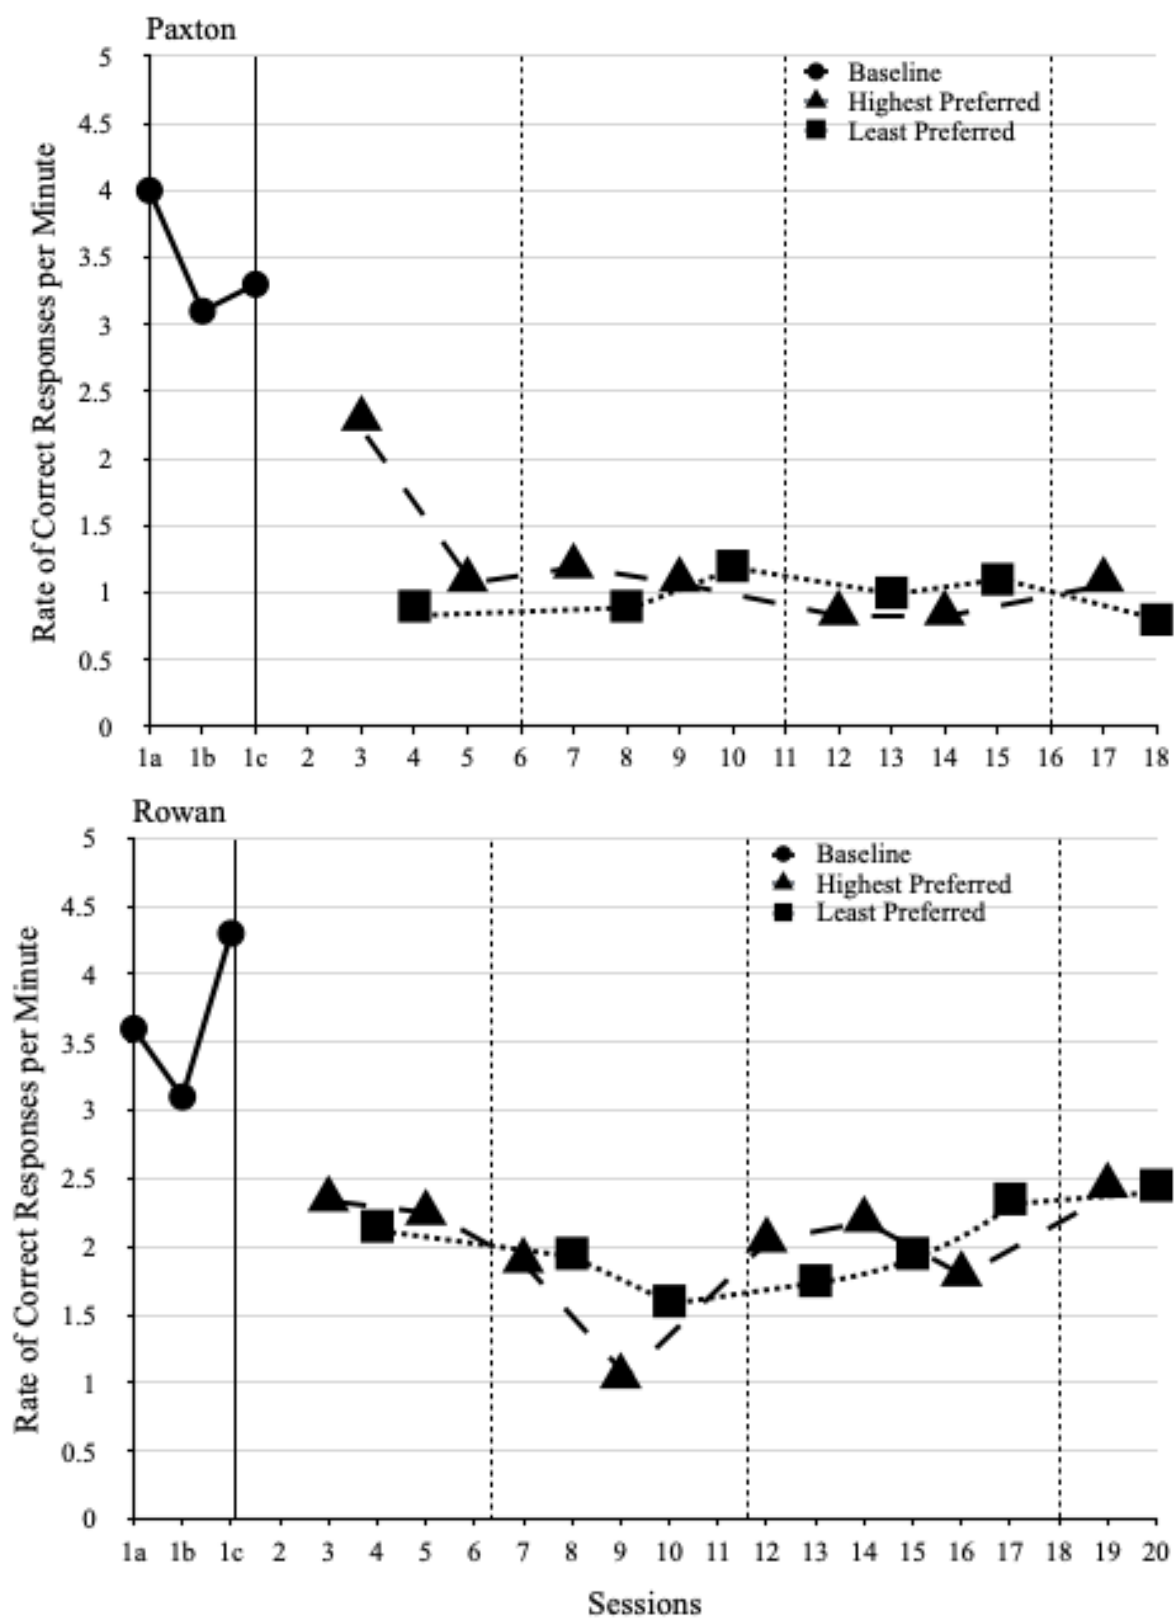 Paxton
5
4.5
4
3.5
3
2.5
2
1.5
1
0.5
0
Rate of Correct Responses per Minute
Baseline
Highest Preferred
Least Preferred
1a 1b 1c 2 3 4 5 6 7 8 9 10 11 12 13 14 15 16 17 18
Rowan
5
4.5
4
3.5
3
2.5
2
1.5
1
0.5
0
Rate of Correct Responses per Minute
Baseline
Highest Preferred
Least Preferred
1a 1b 1c 2 3 4 5 6 7 8 9 10 11 12 13 14 15 16 17 18 19 20
Sessions